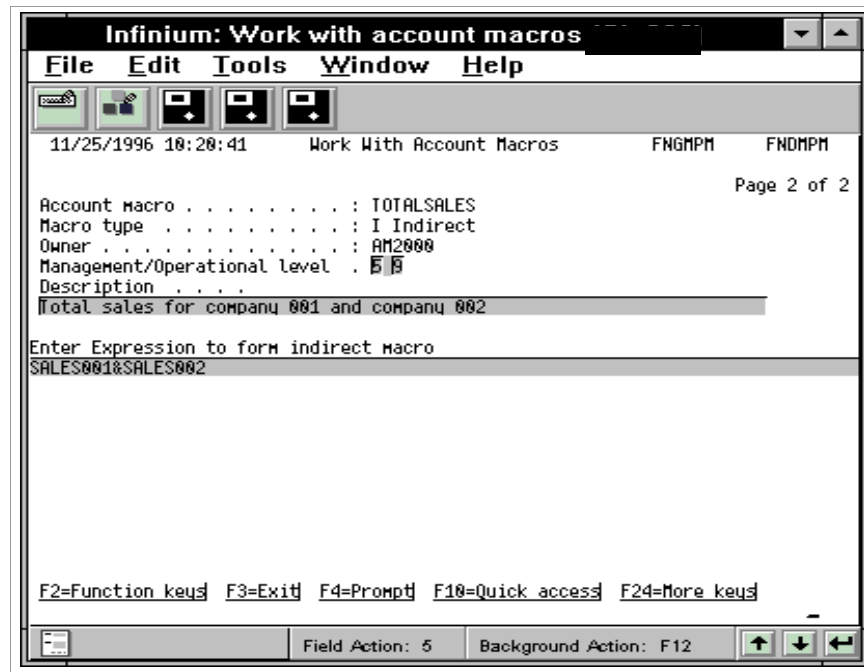 Infinium: Work with account macros
File Edit Tools Window Help
11/25/1996 10:20:41 Work With Account Macros FNGMPM FNDMPM
Page 2 of 2
Account macro . . . . . . . . . : TOTALSALES
Macro type . . . . . . . . . . : I Indirect
Owner . . . . . . . . . . . . . : AM2000
Management/Operational level . 5 9
Description . . . .
Total sales for company 001 and company 002
Enter Expression to form indirect macro
SALES001&SALES002
F2=Function keys F3=Exit F4=Prompt F10=Quick access F24=More keys
Field Action: 5 Background Action: F12